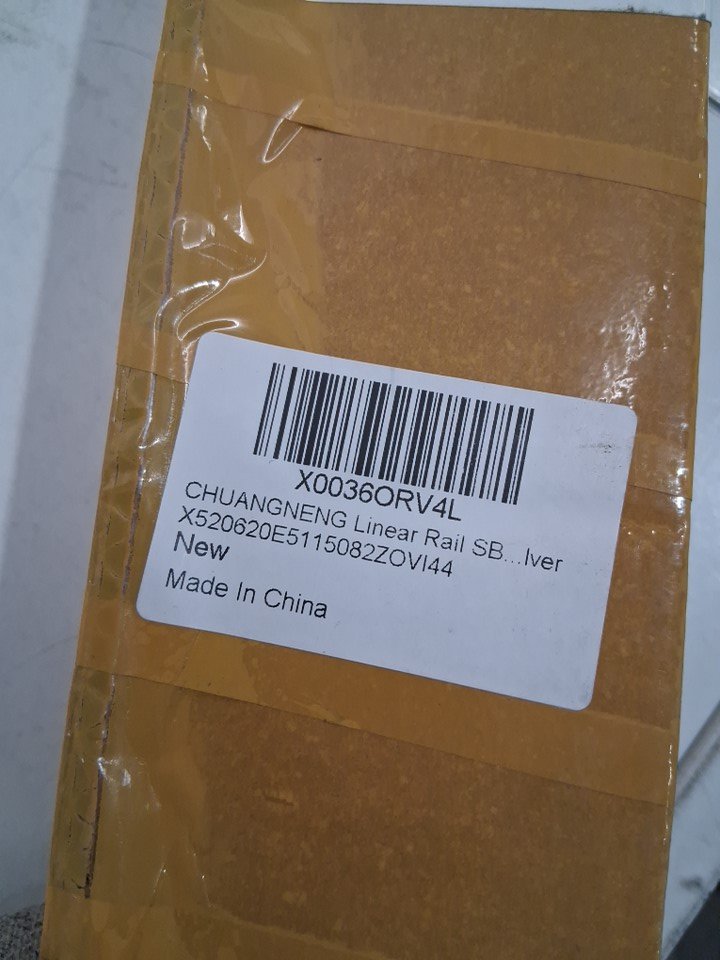 X0036ORV4L
CHUANGNENG Linear Rail SB...lver
X520620E5115082ZOVI44
New
Made In China